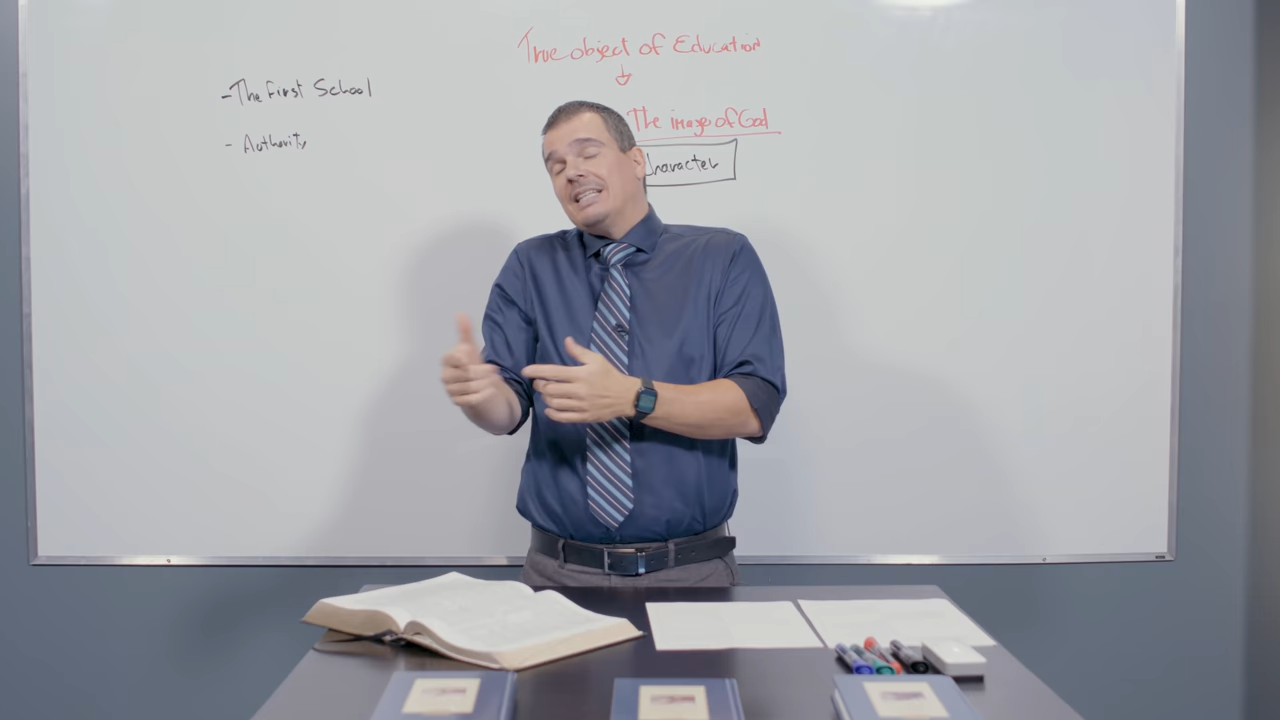 True object of Education
↓
The image of God
Character
- The First School
- Authority